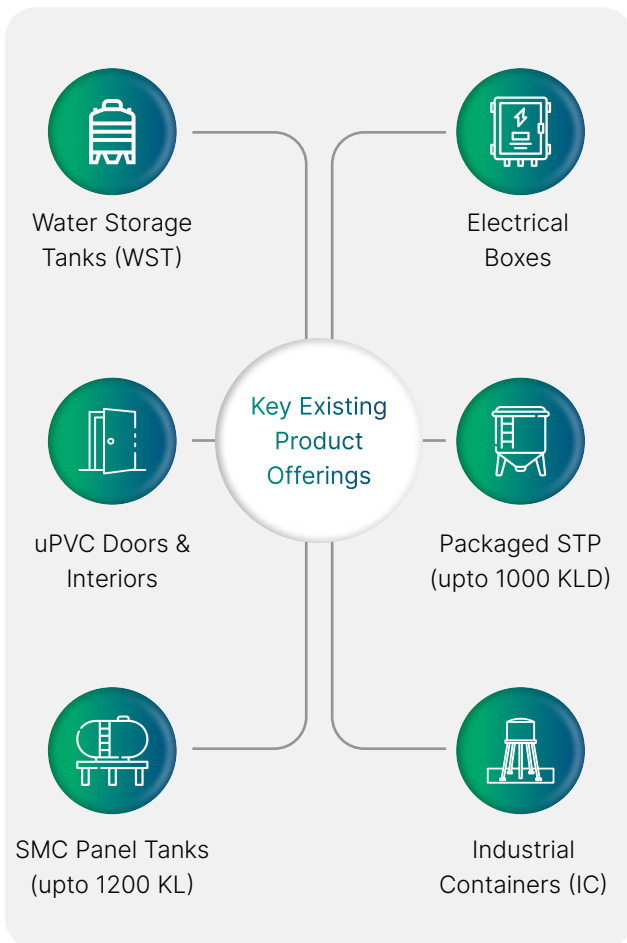 Water Storage
Tanks (WST)
Electrical
Boxes
Key Existing
Product
Offerings
uPVC Doors &
Interiors
Packaged STP
(upto 1000 KLD)
SMC Panel Tanks
(upto 1200 KL)
Industrial
Containers (IC)